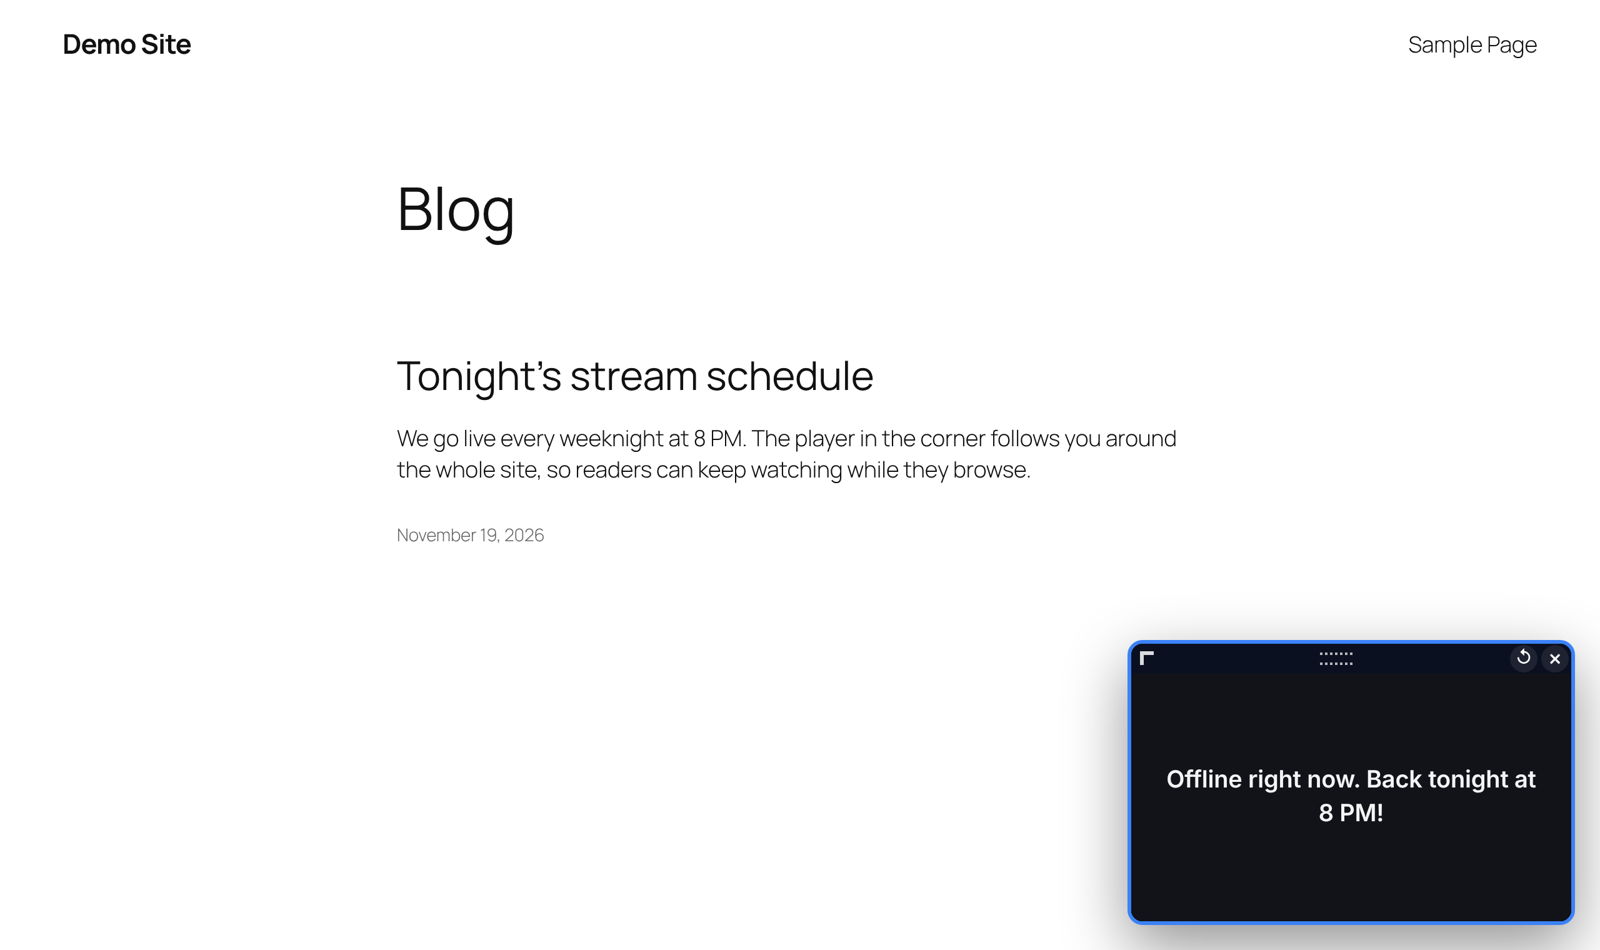 Demo Site
Sample Page
Blog
Tonight’s stream schedule
We go live every weeknight at 8 PM. The player in the corner follows you around
the whole site, so readers can keep watching while they browse.
November 19, 2026
Offline right now. Back tonight at
8 PM!